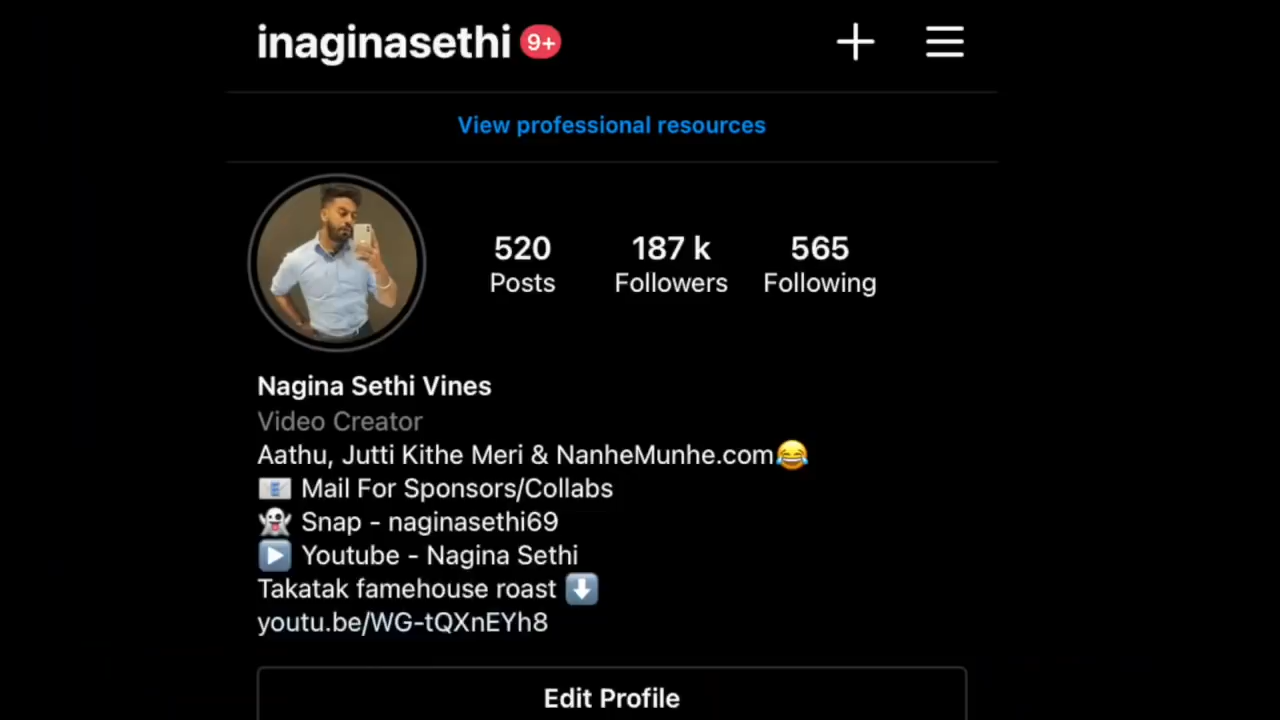 inaginasethi 9+
View professional resources
520 187 k 565
Posts Followers Following
Nagina Sethi Vines
Video Creator
Aathu, Jutti Kithe Meri & NanheMunhe.com😂
📧 Mail For Sponsors/Collabs
👻 Snap - naginasethi69
▶️ Youtube - Nagina Sethi
Takatak famehouse roast ⬇️
youtu.be/WG-tQXnEYh8
Edit Profile